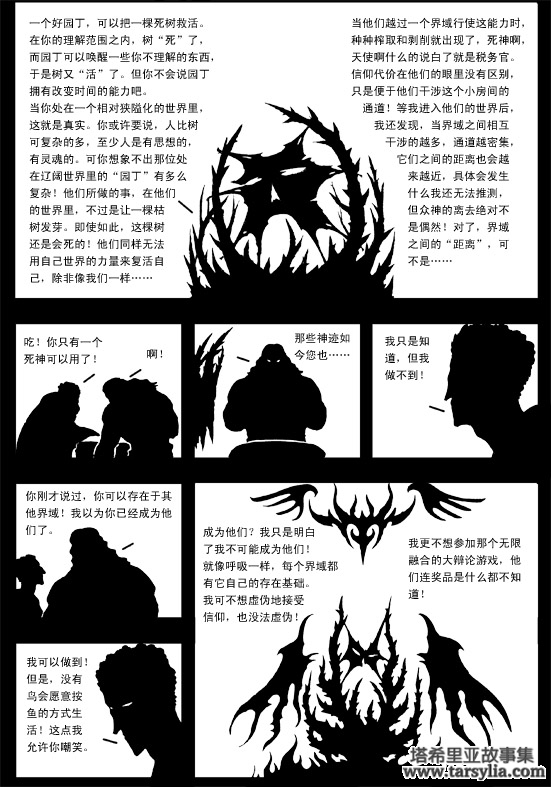 一个好园丁，可以把一棵死树救活。
在你的理解范围之内，树“死”了，
而园丁可以唤醒一些你不理解的东西，
于是树又“活”了。但你不会说园丁
拥有改变时间的能力吧。
当你处在一个相对狭隘化的世界里，
这就是真实。你或许要说，人比树
可复杂的多，至少人是有思想的，
有灵魂的。可你想象不出那位处
在辽阔世界里的“园丁”有多么
复杂！他们所做的事，在他们
的世界里，不过是让一棵枯
树发芽。即使如此，这棵树
还是会死的！他们同样无法
用自己世界的力量来复活自
己，除非像我们一样……
当他们越过一个界域行使这能力时，
种种榨取和剥削就出现了，死神啊，
天使啊什么的说白了就是税务官。
信仰代价在他们的眼里没有区别，
只是便于他们干涉这个小房间的
通道！等我进入他们的世界后，
我还发现，当界域之间相互
干涉的越多，通道越密集，
它们之间的距离也会越
来越近，具体会发生
什么我还无法推测，
但众神的离去绝对不
是偶然！对了，界域
之间的“距离”，可
不是……
吃！你只有一个
死神可以用了！
啊！
那些神迹如
今您也……
我只是知
道，但我
做不到！
你刚才说过，你可以存在于其
他界域！我以为你已经成为他
们了。
成为他们？我只是明白
了我不可能成为他们！
就像呼吸一样，每个界域都
有它自己的存在基础。
我可不想虚伪地接受
信仰，也没法虚伪！
我更不想参加那个无限
融合的大辩论游戏，他
们连奖品是什么都不知
道！
我可以做到！
但是，没有
鸟会愿意按
鱼的方式生
活！这点我
允许你嘲笑。
塔希里亚故事集
www.tarsylia.com